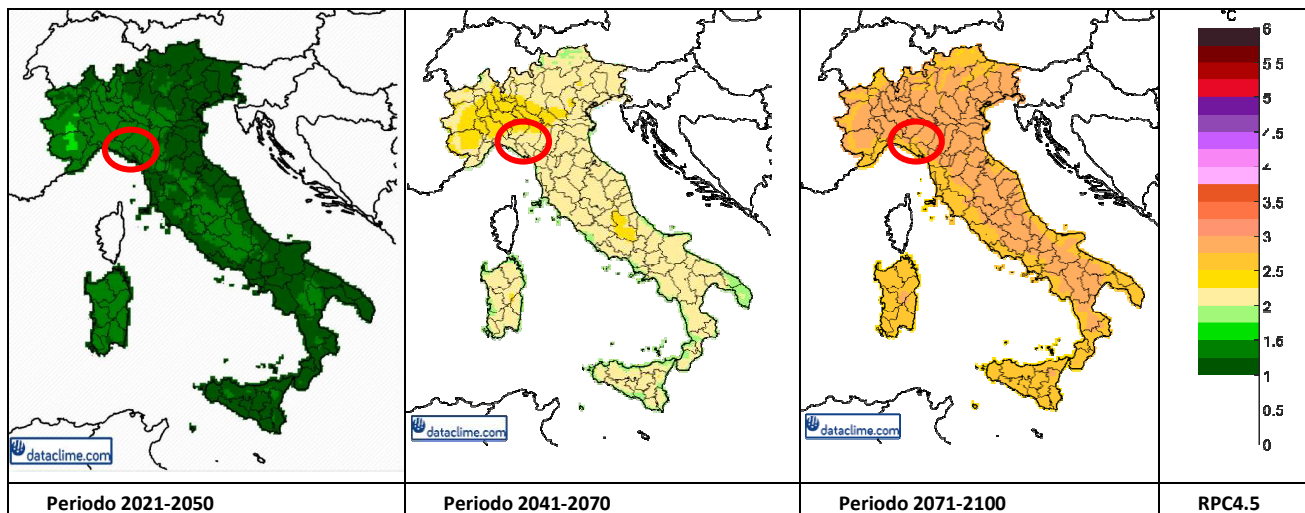 °C
6
5.5
5
4.5
4
3.5
3
2.5
2
1.5
1
0.5
0
dataclime.com
dataclime.com
dataclime.com
Periodo 2021-2050
Periodo 2041-2070
Periodo 2071-2100
RPC4.5